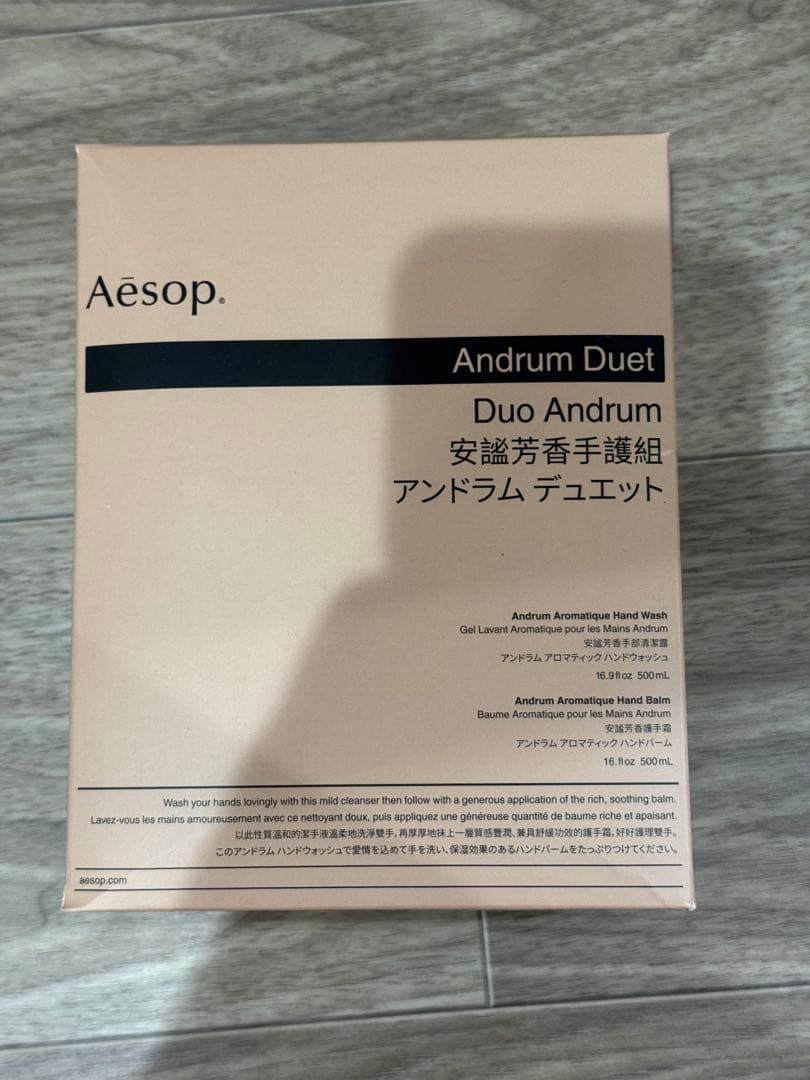 Aēsop®
Andrum Duet
Duo Andrum
安謐芳香手護組
アンドラム デュエット
Andrum Aromatique Hand Wash
Gel Lavant Aromatique pour les Mains Andrum
安謐芳香手部清潔露
アンドラム アロマティック ハンドウォッシュ
16.9 fl oz 500 mL
Andrum Aromatique Hand Balm
Baume Aromatique pour les Mains Andrum
安謐芳香護手霜
アンドラム アロマティック ハンドバーム
16. fl oz 500 mL
Wash your hands lovingly with this mild cleanser then follow with a generous application of the rich, soothing balm.
Lavez-vous les mains amoureusement avec ce nettoyant doux, puis appliquez une généreuse quantité de baume riche et apaisant.
以此性質溫和的潔手液溫柔地洗淨雙手，再厚厚地抹上一層質感豐潤、兼具舒緩功效的護手霜，好好護理雙手。
このアンドラム ハンドウォッシュで愛情を込めて手を洗い、保湿効果のあるハンドバームをたっぷりつけてください。
aesop.com